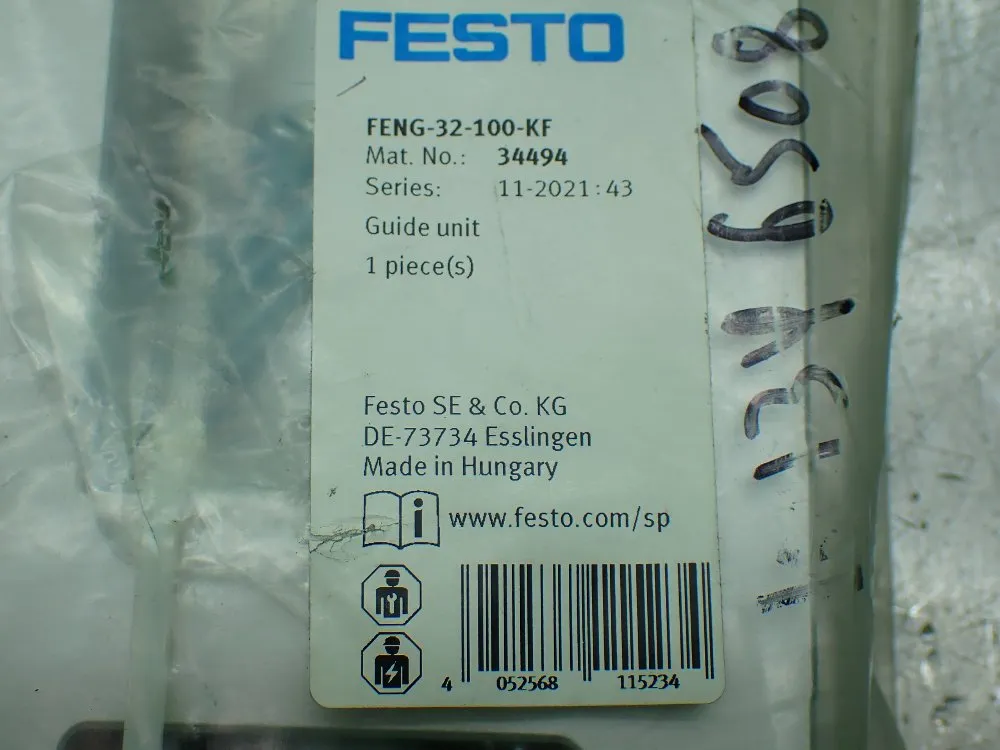 FESTO
FENG-32-100-KF
Mat. No.: 34494
Series: 11-2021:43
Guide unit
1 piece(s)
Festo SE & Co. KG
DE-73734 Esslingen
Made in Hungary
i www.festo.com/sp
4 052568 115234